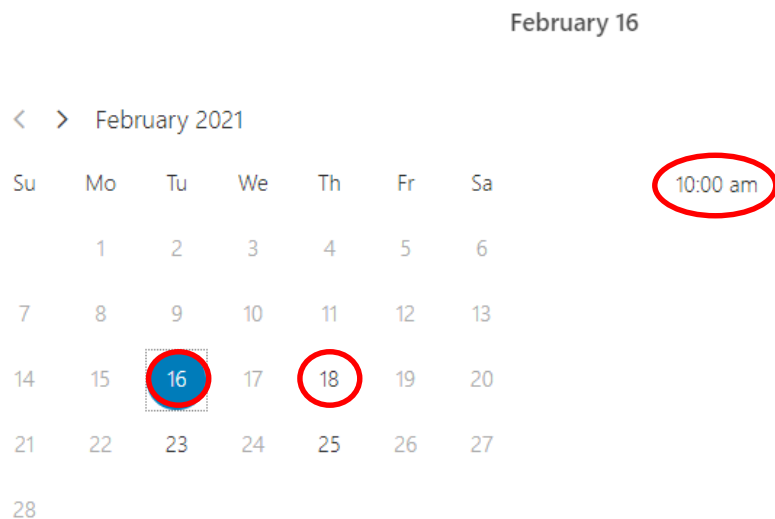 February 16
< > February 2021
Su Mo Tu We Th Fr Sa 10:00 am
1 2 3 4 5 6
7 8 9 10 11 12 13
14 15 16 17 18 19 20
21 22 23 24 25 26 27
28